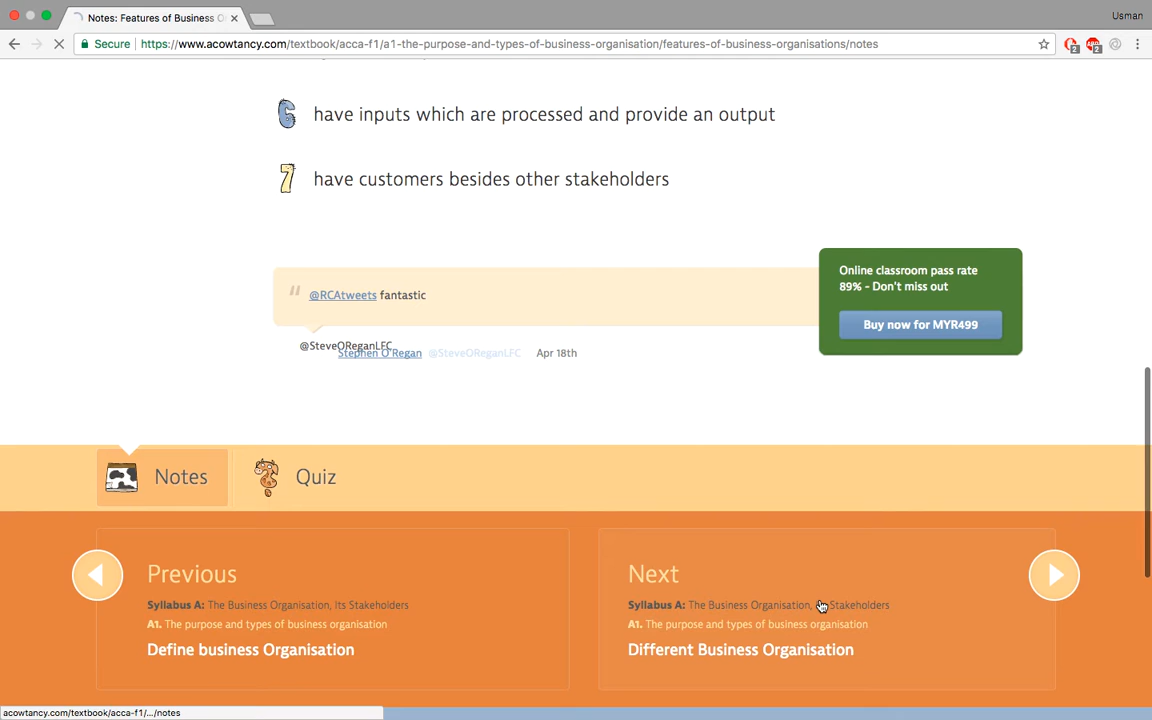 Notes: Features of Business O
Usman
Secure https://www.acowtancy.com/textbook/acca-f1/a1-the-purpose-and-types-of-business-organisation/features-of-business-organisations/notes
2
2
6 have inputs which are processed and provide an output
7 have customers besides other stakeholders
Online classroom pass rate
89% - Don't miss out
Buy now for MYR499
@RCAtweets fantastic
@SteveOReganLFC
Stephen O'Regan @SteveOReganLFC Apr 18th
Notes
Quiz
Previous
Syllabus A: The Business Organisation, Its Stakeholders
A1. The purpose and types of business organisation
Define business Organisation
Next
Syllabus A: The Business Organisation, Stakeholders
A1. The purpose and types of business organisation
Different Business Organisation
acowtancy.com/textbook/acca-f1/.../notes